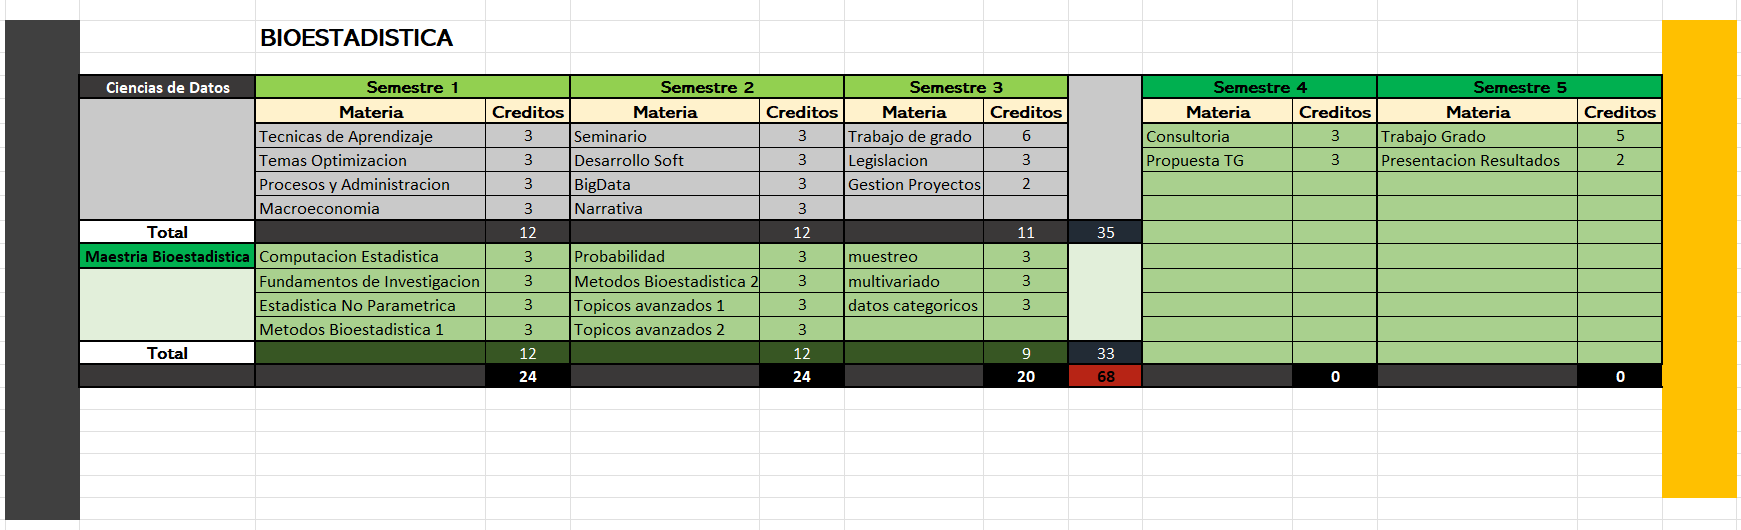 BIOESTADISTICA
Ciencias de Datos Semestre 1 Semestre 2 Semestre 3 Semestre 4 Semestre 5
Materia Creditos Materia Creditos Materia Creditos Materia Creditos Materia Creditos
Tecnicas de Aprendizaje 3 Seminario 3 Trabajo de grado 6 Consultoria 3 Trabajo Grado 5
Temas Optimizacion 3 Desarrollo Soft 3 Legislacion 3 Propuesta TG 3 Presentacion Resultados 2
Procesos y Administracion 3 BigData 3 Gestion Proyectos 2
Macroeconomia 3 Narrativa 3
Total 12 12 11 35
Maestria Bioestadistica Computacion Estadistica 3 Probabilidad 3 muestreo 3
Fundamentos de Investigacion 3 Metodos Bioestadistica 2 3 multivariado 3
Estadistica No Parametrica 3 Topicos avanzados 1 3 datos categoricos 3
Metodos Bioestadistica 1 3 Topicos avanzados 2 3
Total 12 12 9 33
24 24 20 68 0 0